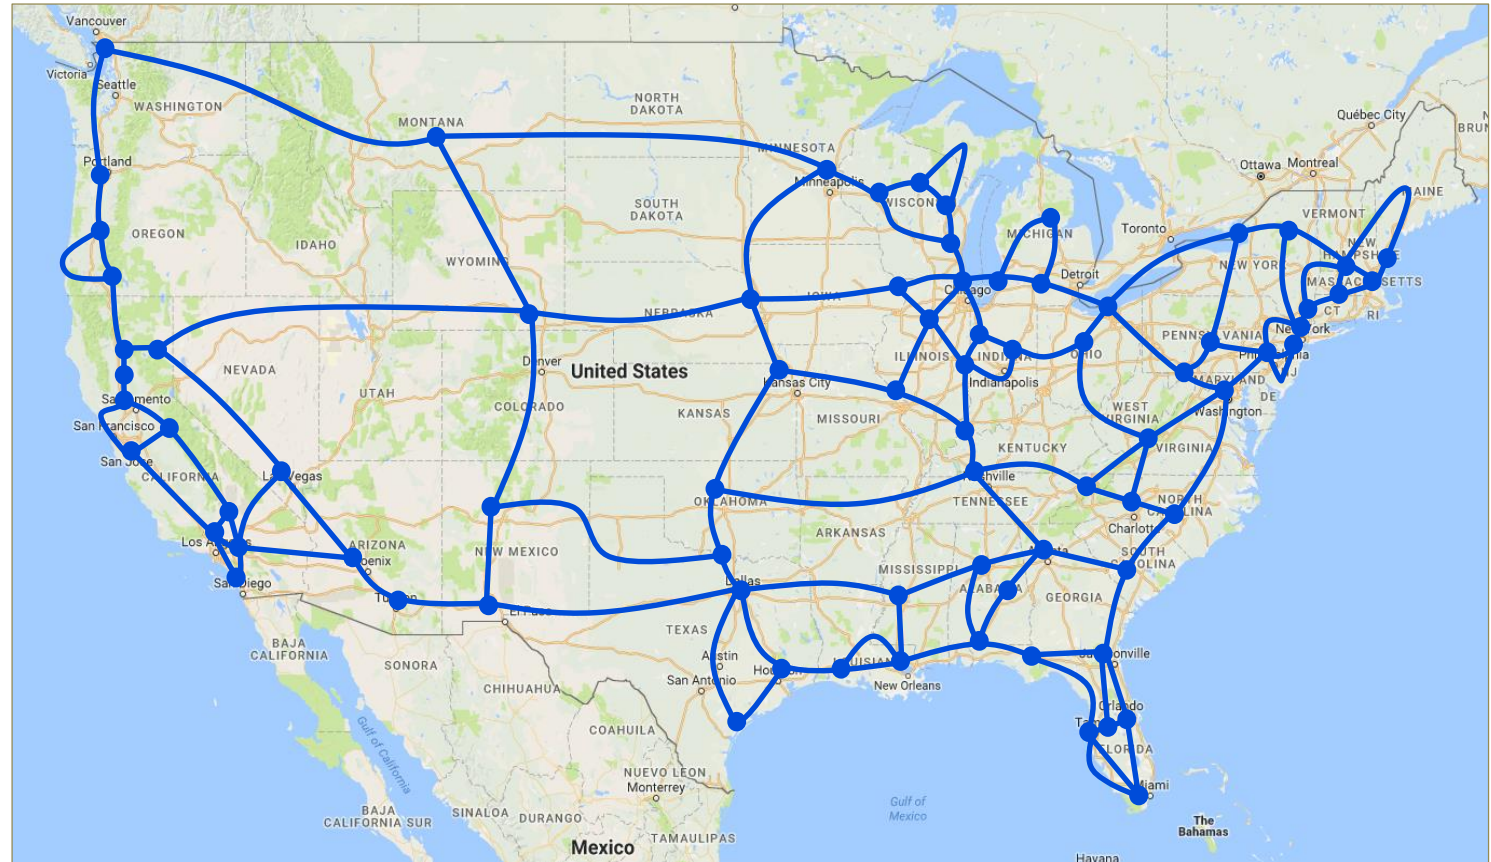 Vancouver
Victoria
Seattle
WASHINGTON
MONTANA
NORTH
DAKOTA
MINNESOTA
Québec City
Ottawa
Montreal
Portland
Minneapolis
MAINE
OREGON
IDAHO
SOUTH
DAKOTA
WISCON
MICHIGAN
Toronto
VERMONT
NEW
HAMPSHIRE
WYOMING
Detroit
NEW YORK
MASSACHUSETTS
IOWA
Chicago
CT
RI
NEBRASKA
PENNSYLVANIA
New York
NEVADA
Denver
United States
ILLINOIS
INDIANA
OHIO
Philadelphia
UTAH
COLORADO
Kansas City
Indianapolis
MARYLAND
NJ
Sacramento
KANSAS
MISSOURI
WEST
VIRGINIA
DE
Washington
San Francisco
KENTUCKY
VIRGINIA
San Jose
CALIFORNIA
Las Vegas
Nashville
OKLAHOMA
TENNESSEE
NORTH
CAROLINA
Charlotte
Los Angeles
ARIZONA
Phoenix
NEW MEXICO
ARKANSAS
Atlanta
SOUTH
CAROLINA
San Diego
Tucson
Dallas
MISSISSIPPI
ALABAMA
GEORGIA
El Paso
BAJA
CALIFORNIA
TEXAS
SONORA
Austin
Houston
LOUISIANA
Jacksonville
San Antonio
New Orleans
CHIHUAHUA
Orlando
COAHUILA
Tampa
FLORIDA
Gulf of California
NUEVO LEON
Monterrey
Miami
BAJA
CALIFORNIA SUR
SINALOA
DURANGO
Gulf of
Mexico
The
Bahamas
TAMAULIPAS
Mexico
Havana